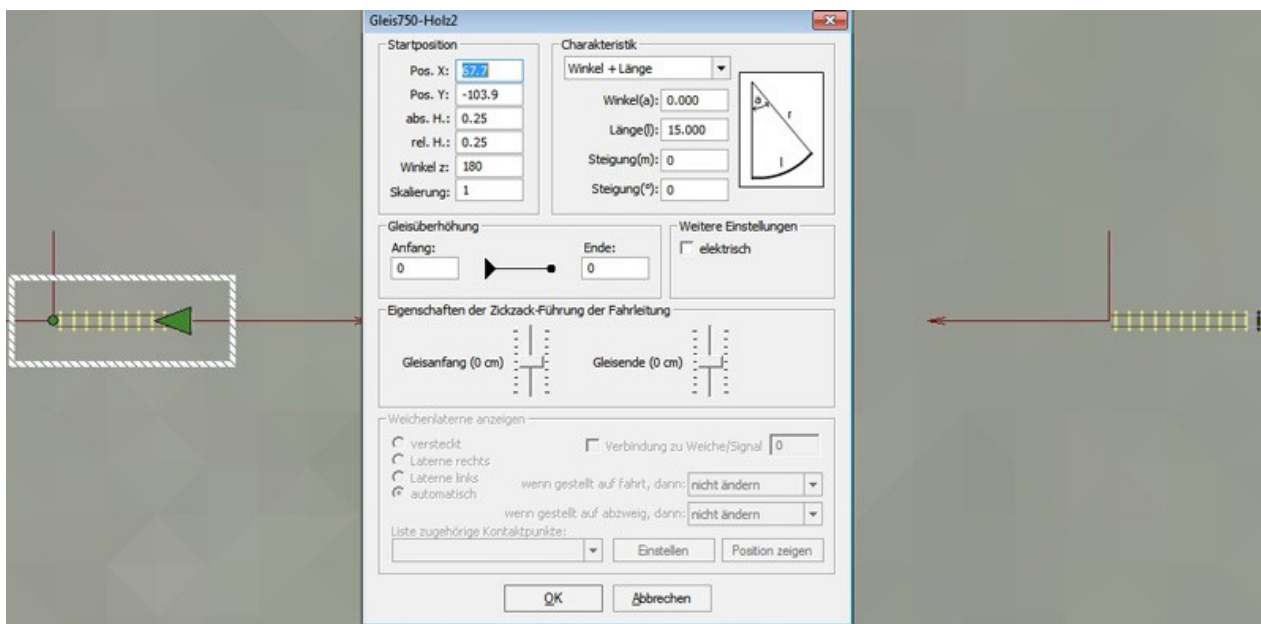 Gleis750-Holz2
Startposition
Pos. X: 67.7
Pos. Y: -103.9
abs. H.: 0.25
rel. H.: 0.25
Winkel z: 180
Skalierung: 1
Charakteristik
Winkel + Länge
Winkel(a): 0.000
Länge(l): 15.000
Steigung(m): 0
Steigung(°): 0
a
r
l
Gleisüberhöhung
Anfang: Ende:
0 0
Weitere Einstellungen
elektrisch
Eigenschaften der Zickzack-Führung der Fahrleitung
Gleisanfang (0 cm) Gleisende (0 cm)
Weichenlaterne anzeigen
versteckt
Laterne rechts
Laterne links
automatisch
Verbindung zu Weiche/Signal 0
wenn gestellt auf fahrt, dann: nicht ändern
wenn gestellt auf abzweig, dann: nicht ändern
Liste zugehörige Kontaktpunkte:
Einstellen Position zeigen
OK Abbrechen